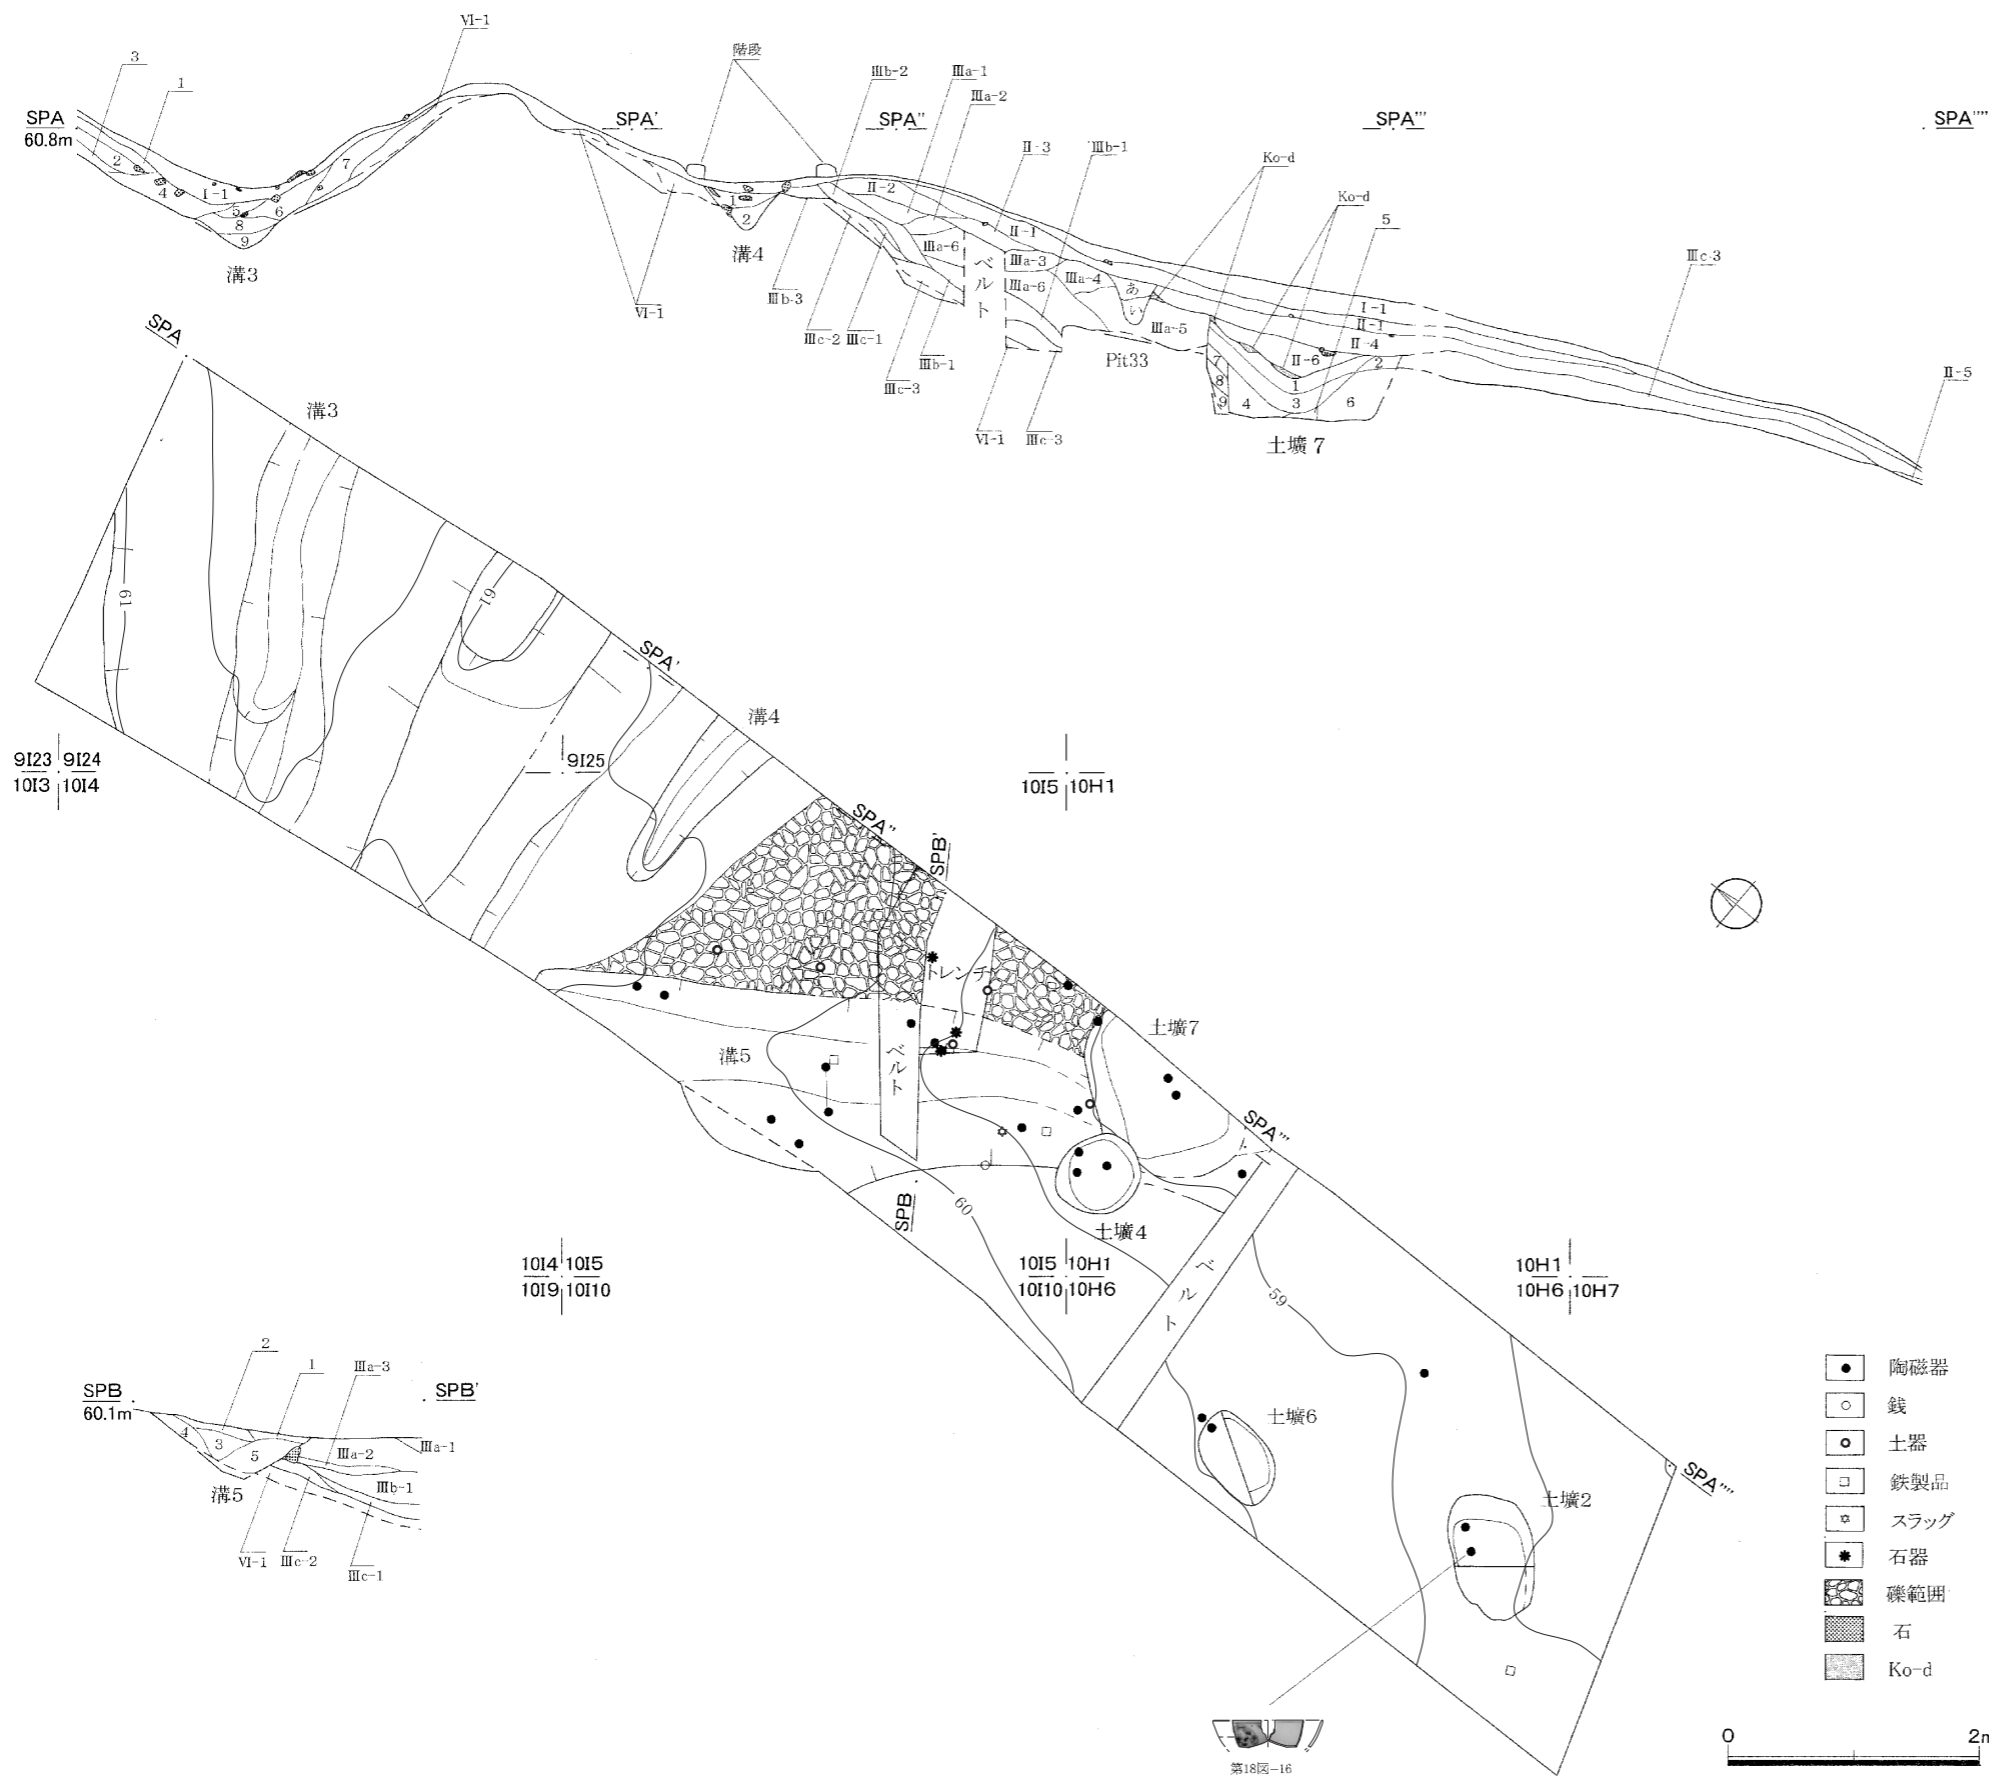 VI-1
3
1
階段
Ⅲb-2
Ⅲa-1
Ⅲa-2
SPA
60.8m
SPA'
SPA''
SPA'''
SPA''''
Ⅱ-3
Ⅲb-1
Ko-d
Ko-d
5
2
4
I-1
7
5
6
8
9
溝3
1
2
溝4
Ⅱ-2
Ⅱ-1
Ⅲa-6
ベルト
Ⅲa-3
Ⅲa-4
Ⅲa-6
あ
い
Ⅲa-5
Ⅲc-3
I-1
Ⅱ-1
Ⅱ-4
Ⅱ-6
2
7
8
9
4
1
3
6
Ⅱ-5
VI-1
Ⅲb-3
Ⅲc-2
Ⅲc-1
Ⅲb-1
Ⅲc-3
Pit33
VI-1
Ⅲc-3
土壙7
SPA
溝3
61
61
SPA'
溝4
9I23 9I24
10I3 10I4
9I25
10I5 10H1
SPA''
SPB'
トレンチ
土壙7
溝5
ベルト
SPA'''
SPB
60
土壙4
10I4 10I5
10I9 10I10
10I5 10H1
10I10 10H6
10H1
10H6 10H7
ベルト
59
土壙6
土壙2
SPA''''
2
1
Ⅲa-3
SPB
60.1m
SPB'
4
3
5
Ⅲa-2
Ⅲa-1
Ⅲb-1
溝5
VI-1
Ⅲc-2
Ⅲc-1
陶磁器
銭
土器
鉄製品
スラッグ
石器
礫範囲
石
Ko-d
第18図-16
0
2m